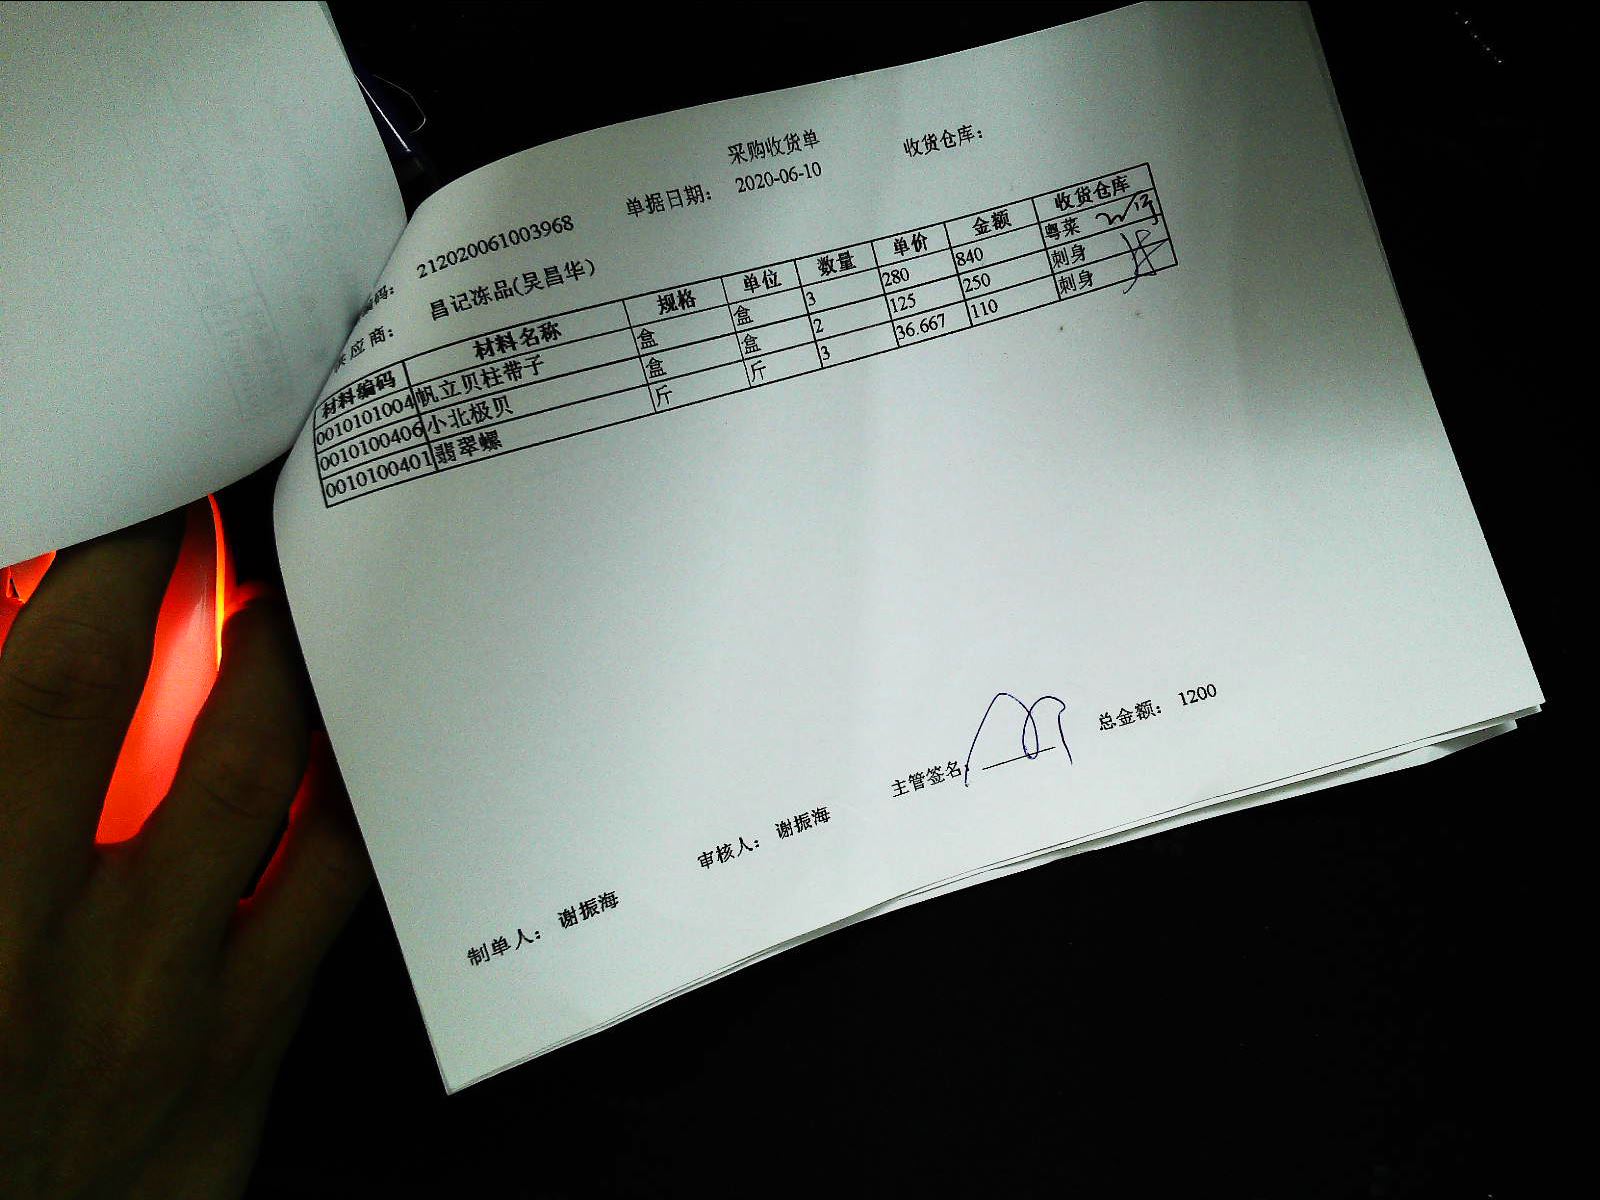 采购收货单
编码: 212020061003968 单据日期: 2020-06-10 收货仓库:
供应商: 昌记冻品(吴昌华)
材料编码 材料名称 规格 单位 数量 单价 金额 收货仓库
0010101004 帆立贝柱带子 盒 盒 3 280 840 粤菜
0010100406 小北极贝 盒 盒 2 125 250 刺身
0010100401 翡翠螺 斤 斤 3 36.667 110 刺身
制单人: 谢振海 审核人: 谢振海 主管签名: 总金额: 1200